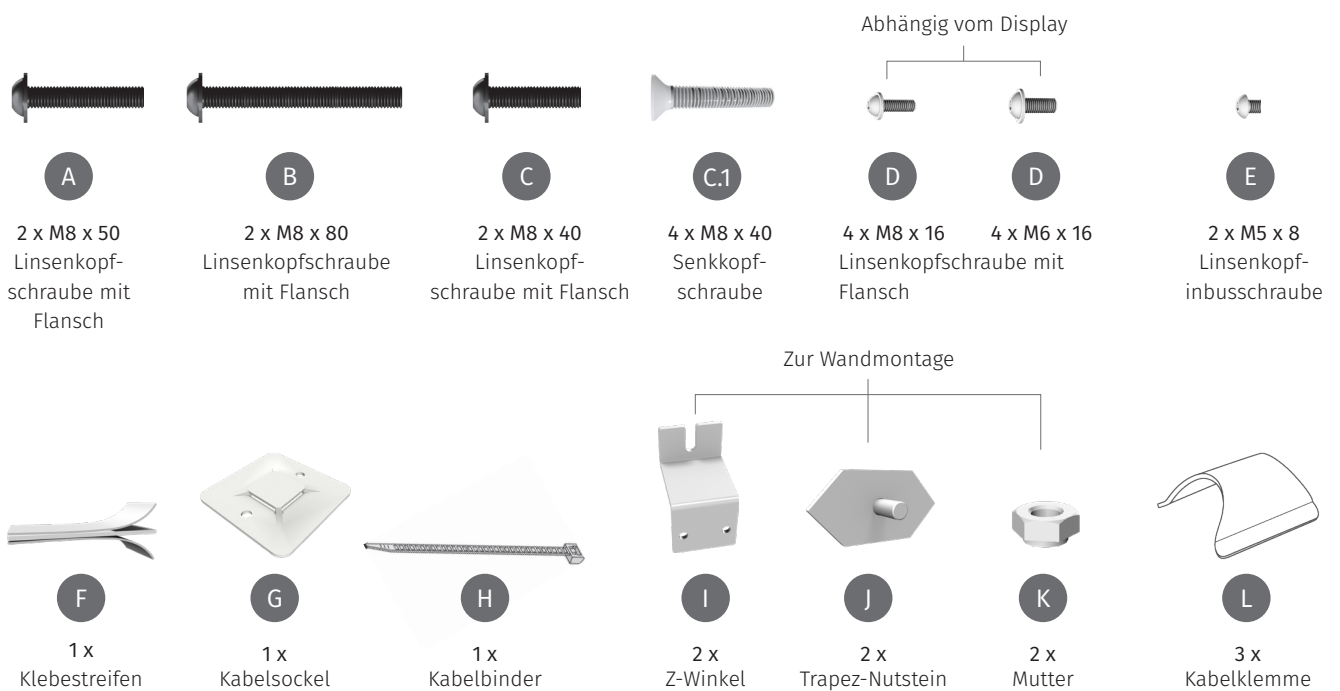 Abhängig vom Display
A
B
C
C.1
D
D
E
2 x M8 x 50
Linsenkopf-
schraube mit
Flansch
2 x M8 x 80
Linsenkopfschraube
mit Flansch
2 x M8 x 40
Linsenkopf-
schraube mit Flansch
4 x M8 x 40
Senkkopf-
schraube
4 x M8 x 16
4 x M6 x 16
Linsenkopfschraube mit
Flansch
2 x M5 x 8
Linsenkopf-
inbusschraube
Zur Wandmontage
F
G
H
I
J
K
L
1 x
Klebestreifen
1 x
Kabelsockel
1 x
Kabelbinder
2 x
Z-Winkel
2 x
Trapez-Nutstein
2 x
Mutter
3 x
Kabelklemme